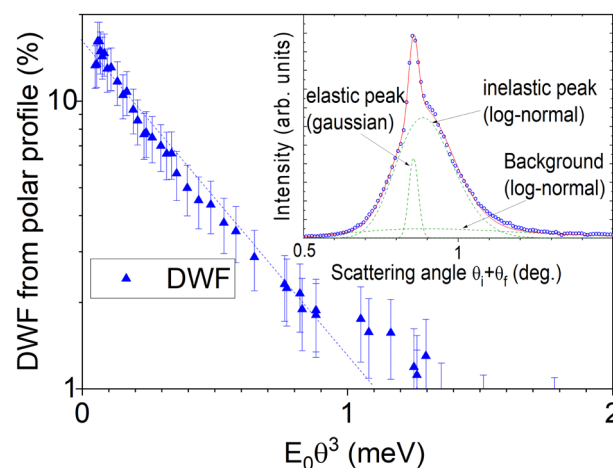 DWF from polar profile (%)
10
1
DWF
0
1
2
E₀θ³ (meV)
Intensity (arb. units)
elastic peak
(gaussian)
inelastic peak
(log-normal)
Background
(log-normal)
0.5
1
Scattering angle θᵢ+θf (deg.)